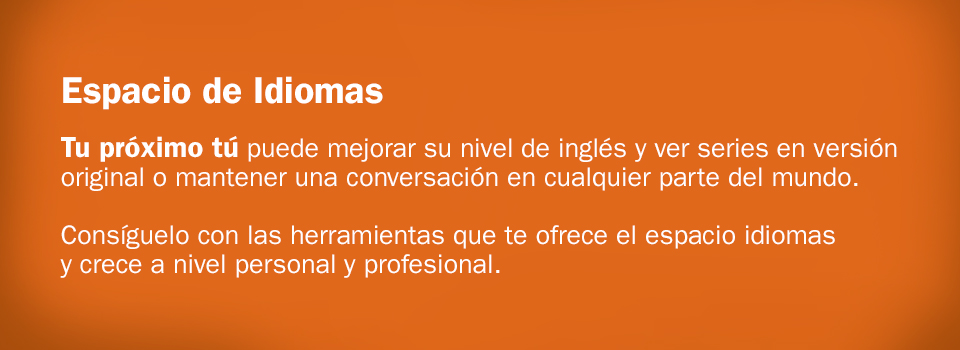 Espacio de Idiomas
Tu próximo tú puede mejorar su nivel de inglés y ver series en versión
original o mantener una conversación en cualquier parte del mundo.
Consíguelo con las herramientas que te ofrece el espacio idiomas
y crece a nivel personal y profesional.